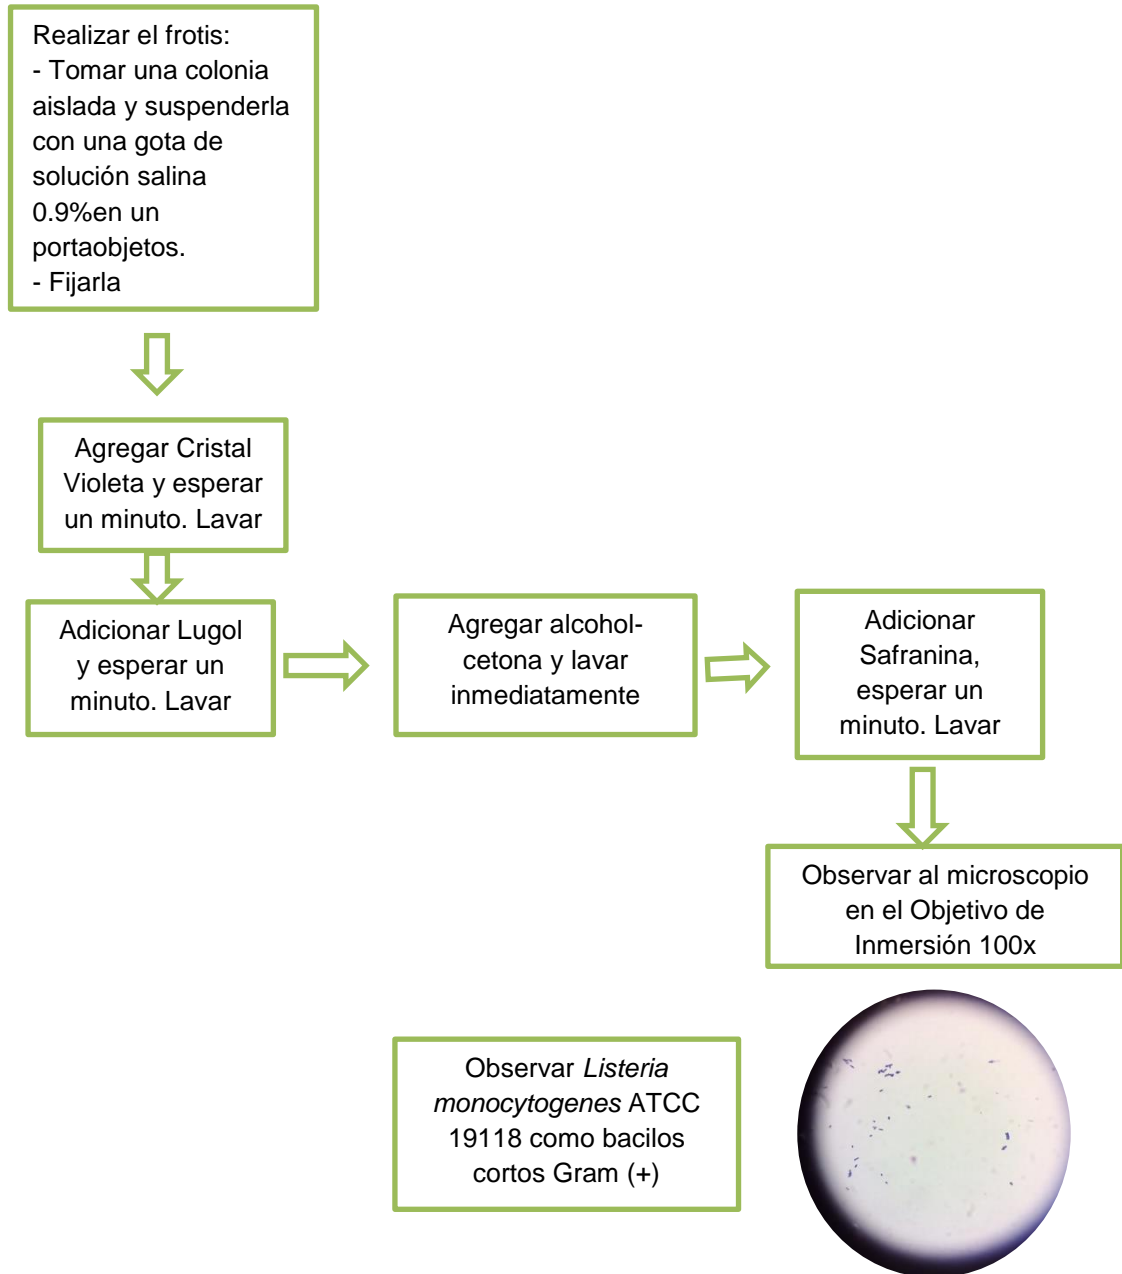 Realizar el frotis:
- Tomar una colonia
aislada y suspenderla
con una gota de
solución salina
0.9%en un
portaobjetos.
- Fijarla
Agregar Cristal
Violeta y esperar
un minuto. Lavar
Adicionar Lugol
y esperar un
minuto. Lavar
Agregar alcohol-
cetona y lavar
inmediatamente
Adicionar
Safranina,
esperar un
minuto. Lavar
Observar al microscopio
en el Objetivo de
Inmersión 100x
Observar Listeria
monocytogenes ATCC
19118 como bacilos
cortos Gram (+)